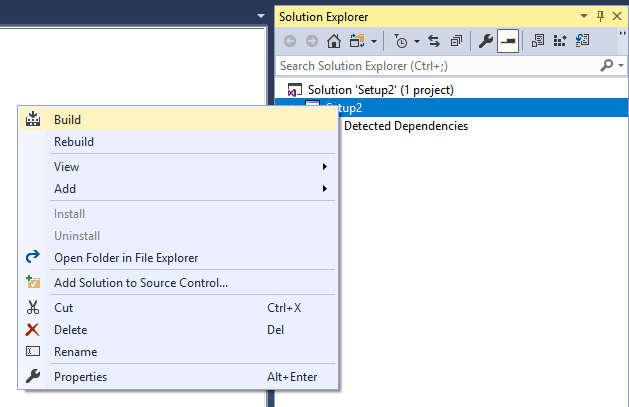 Solution Explorer
Search Solution Explorer (Ctrl+;)
Solution 'Setup2' (1 project)
Setup2
Detected Dependencies
Build
Rebuild
View
Add
Install
Uninstall
Open Folder in File Explorer
Add Solution to Source Control...
Cut Ctrl+X
Delete Del
Rename
Properties Alt+Enter